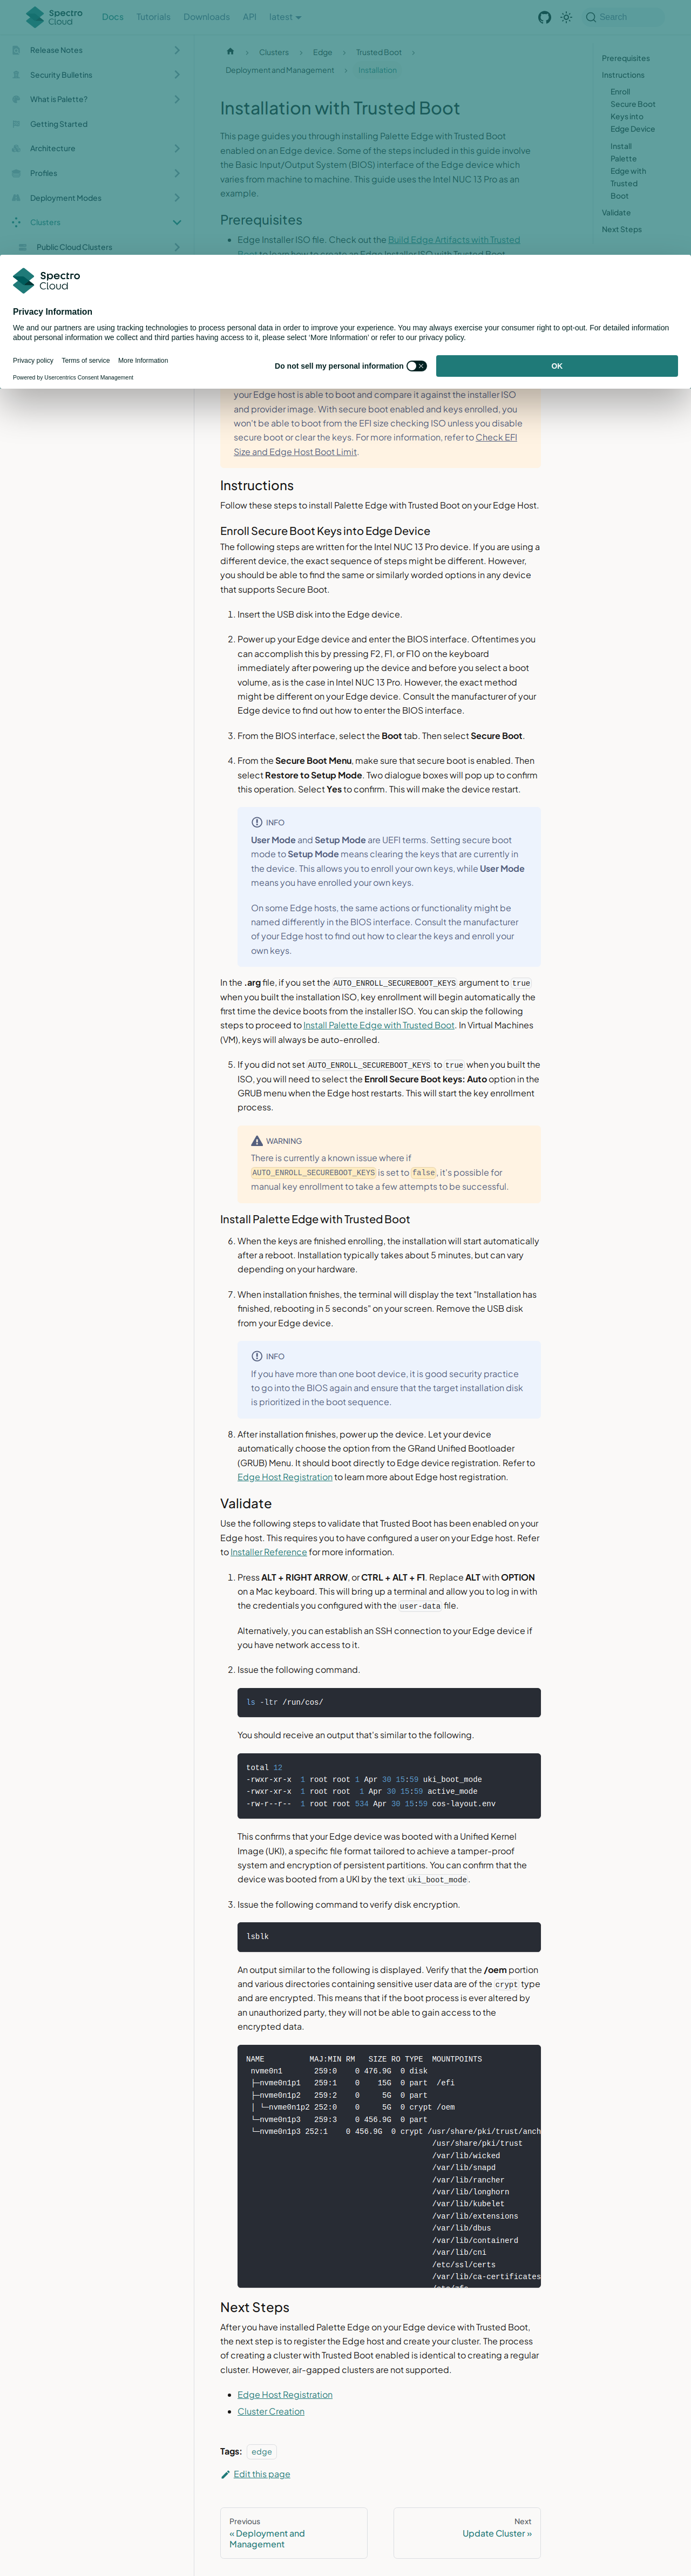 Spectro Cloud
Docs
Tutorials
Downloads
API
latest
Search
Release Notes
Security Bulletins
What is Palette?
Getting Started
Architecture
Profiles
Deployment Modes
Clusters
Public Cloud Clusters
Clusters
Edge
Trusted Boot
Deployment and Management
Installation
Installation with Trusted Boot
This page guides you through installing Palette Edge with Trusted Boot
enabled on an Edge device. Some of the steps included in this guide involve
the Basic Input/Output System (BIOS) interface of the Edge device which
varies from machine to machine. This guide uses the Intel NUC 13 Pro as an
example.
Prerequisites
Edge Installer ISO file. Check out the Build Edge Artifacts with Trusted
Boot to learn how to create an Edge Installer ISO with Trusted Boot
Prerequisites
Instructions
Enroll
Secure Boot
Keys into
Edge Device
Install
Palette
Edge with
Trusted
Boot
Validate
Next Steps
Spectro Cloud
Privacy Information
We and our partners are using tracking technologies to process personal data in order to improve your experience. You may always exercise your consumer right to opt-out. For detailed information
about personal information we collect and third parties having access to it, please select 'More Information' or refer to our privacy policy.
Privacy policy
Terms of service
More Information
Powered by Usercentrics Consent Management
Do not sell my personal information
OK
your Edge host is able to boot and compare it against the installer ISO
and provider image. With secure boot enabled and keys enrolled, you
won't be able to boot from the EFI size checking ISO unless you disable
secure boot or clear the keys. For more information, refer to Check EFI
Size and Edge Host Boot Limit.
Instructions
Follow these steps to install Palette Edge with Trusted Boot on your Edge Host.
Enroll Secure Boot Keys into Edge Device
The following steps are written for the Intel NUC 13 Pro device. If you are using a
different device, the exact sequence of steps might be different. However,
you should be able to find the same or similarly worded options in any device
that supports Secure Boot.
1. Insert the USB disk into the Edge device.
2. Power up your Edge device and enter the BIOS interface. Oftentimes you
can accomplish this by pressing F2, F1, or F10 on the keyboard
immediately after powering up the device and before you select a boot
volume, as is the case in Intel NUC 13 Pro. However, the exact method
might be different on your Edge device. Consult the manufacturer of your
Edge device to find out how to enter the BIOS interface.
3. From the BIOS interface, select the Boot tab. Then select Secure Boot.
4. From the Secure Boot Menu, make sure that secure boot is enabled. Then
select Restore to Setup Mode. Two dialogue boxes will pop up to confirm
this operation. Select Yes to confirm. This will make the device restart.
INFO
User Mode and Setup Mode are UEFI terms. Setting secure boot
mode to Setup Mode means clearing the keys that are currently in
the device. This allows you to enroll your own keys, while User Mode
means you have enrolled your own keys.
On some Edge hosts, the same actions or functionality might be
named differently in the BIOS interface. Consult the manufacturer
of your Edge host to find out how to clear the keys and enroll your
own keys.
In the .arg file, if you set the AUTO_ENROLL_SECUREBOOT_KEYS argument to true
when you built the installation ISO, key enrollment will begin automatically the
first time the device boots from the installer ISO. You can skip the following
steps to proceed to Install Palette Edge with Trusted Boot. In Virtual Machines
(VM), keys will always be auto-enrolled.
5. If you did not set AUTO_ENROLL_SECUREBOOT_KEYS to true when you built the
ISO, you will need to select the Enroll Secure Boot keys: Auto option in the
GRUB menu when the Edge host restarts. This will start the key enrollment
process.
WARNING
There is currently a known issue where if
AUTO_ENROLL_SECUREBOOT_KEYS is set to false, it's possible for
manual key enrollment to take a few attempts to be successful.
Install Palette Edge with Trusted Boot
6. When the keys are finished enrolling, the installation will start automatically
after a reboot. Installation typically takes about 5 minutes, but can vary
depending on your hardware.
7. When installation finishes, the terminal will display the text "Installation has
finished, rebooting in 5 seconds" on your screen. Remove the USB disk
from your Edge device.
INFO
If you have more than one boot device, it is good security practice
to go into the BIOS again and ensure that the target installation disk
is prioritized in the boot sequence.
8. After installation finishes, power up the device. Let your device
automatically choose the option from the GRand Unified Bootloader
(GRUB) Menu. It should boot directly to Edge device registration. Refer to
Edge Host Registration to learn more about Edge host registration.
Validate
Use the following steps to validate that Trusted Boot has been enabled on your
Edge host. This requires you to have configured a user on your Edge host. Refer
to Installer Reference for more information.
1. Press ALT + RIGHT ARROW, or CTRL + ALT + F1. Replace ALT with OPTION
on a Mac keyboard. This will bring up a terminal and allow you to log in with
the credentials you configured with the user-data file.
Alternatively, you can establish an SSH connection to your Edge device if
you have network access to it.
2. Issue the following command.
ls -ltr /run/cos/
You should receive an output that's similar to the following.
total 12
-rwxr-xr-x 1 root root 1 Apr 30 15:59 uki_boot_mode
-rwxr-xr-x 1 root root 1 Apr 30 15:59 active_mode
-rw-r--r-- 1 root root 534 Apr 30 15:59 cos-layout.env
This confirms that your Edge device was booted with a Unified Kernel
Image (UKI), a specific file format tailored to achieve a tamper-proof
system and encryption of persistent partitions. You can confirm that the
device was booted from a UKI by the text uki_boot_mode.
3. Issue the following command to verify disk encryption.
lsblk
An output similar to the following is displayed. Verify that the /oem portion
and various directories containing sensitive user data are of the crypt type
and are encrypted. This means that if the boot process is ever altered by
an unauthorized party, they will not be able to gain access to the
encrypted data.
NAME MAJ:MIN RM SIZE RO TYPE MOUNTPOINTS
nvme0n1 259:0 0 476.9G 0 disk
├─nvme0n1p1 259:1 0 15G 0 part /efi
├─nvme0n1p2 259:2 0 5G 0 part
│ └─nvme0n1p2 252:0 0 5G 0 crypt /oem
└─nvme0n1p3 259:3 0 456.9G 0 part
└─nvme0n1p3 252:1 0 456.9G 0 crypt /usr/share/pki/trust/anch
/usr/share/pki/trust
/var/lib/wicked
/var/lib/snapd
/var/lib/rancher
/var/lib/longhorn
/var/lib/kubelet
/var/lib/extensions
/var/lib/dbus
/var/lib/containerd
/var/lib/cni
/etc/ssl/certs
/var/lib/ca-certificates
Next Steps
After you have installed Palette Edge on your Edge device with Trusted Boot,
the next step is to register the Edge host and create your cluster. The process
of creating a cluster with Trusted Boot enabled is identical to creating a regular
cluster. However, air-gapped clusters are not supported.
Edge Host Registration
Cluster Creation
Tags: edge
Edit this page
Previous
« Deployment and
Management
Next
Update Cluster »